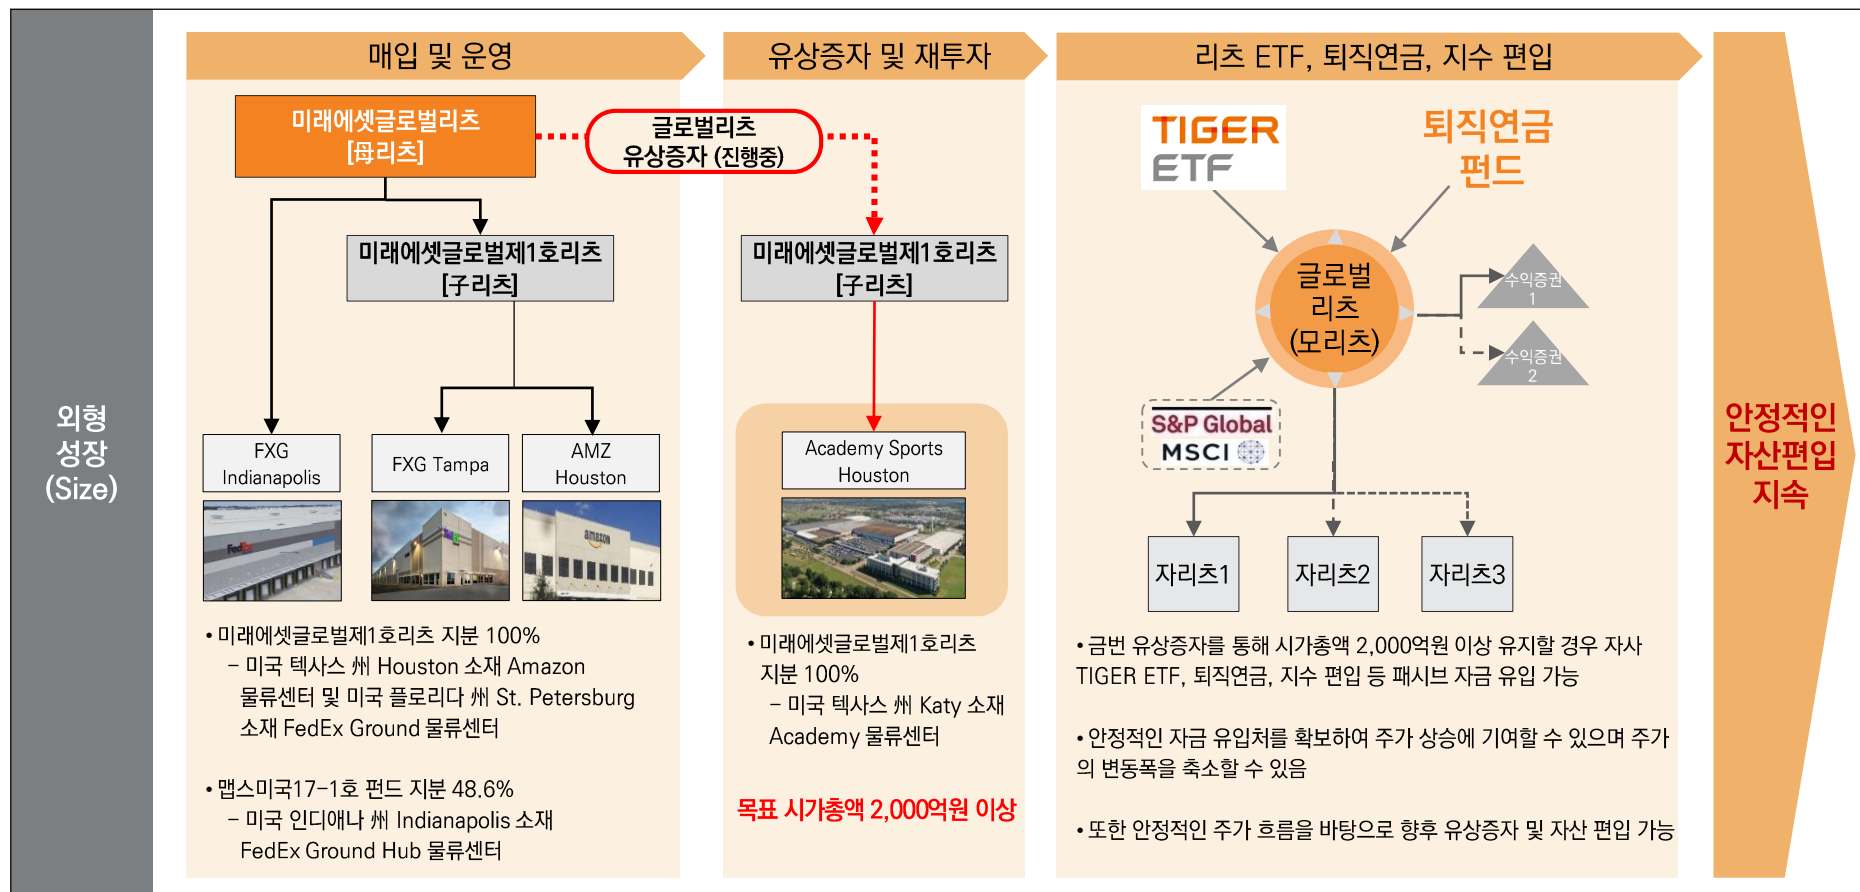 외형
성장
(Size)
매입 및 운영
미래에셋글로벌리츠
[母리츠]
글로벌리츠
유상증자 (진행중)
미래에셋글로벌제1호리츠
[子리츠]
FXG
Indianapolis
FXG Tampa
AMZ
Houston
FedEx
FedEx
amazon
• 미래에셋글로벌제1호리츠 지분 100%
– 미국 텍사스 州 Houston 소재 Amazon
물류센터 및 미국 플로리다 州 St. Petersburg
소재 FedEx Ground 물류센터
• 맵스미국17-1호 펀드 지분 48.6%
– 미국 인디애나 州 Indianapolis 소재
FedEx Ground Hub 물류센터
유상증자 및 재투자
미래에셋글로벌제1호리츠
[子리츠]
Academy Sports
Houston
• 미래에셋글로벌제1호리츠
지분 100%
– 미국 텍사스 州 Katy 소재
Academy 물류센터
목표 시가총액 2,000억원 이상
리츠 ETF, 퇴직연금, 지수 편입
TIGER
ETF
퇴직연금
펀드
글로벌
리츠
(모리츠)
수익증권
1
수익증권
2
S&P Global
MSCI
자리츠1
자리츠2
자리츠3
• 금번 유상증자를 통해 시가총액 2,000억원 이상 유지할 경우 자사
TIGER ETF, 퇴직연금, 지수 편입 등 패시브 자금 유입 가능
• 안정적인 자금 유입처를 확보하여 주가 상승에 기여할 수 있으며 주가
의 변동폭을 축소할 수 있음
• 또한 안정적인 주가 흐름을 바탕으로 향후 유상증자 및 자산 편입 가능
안정적인
자산편입
지속